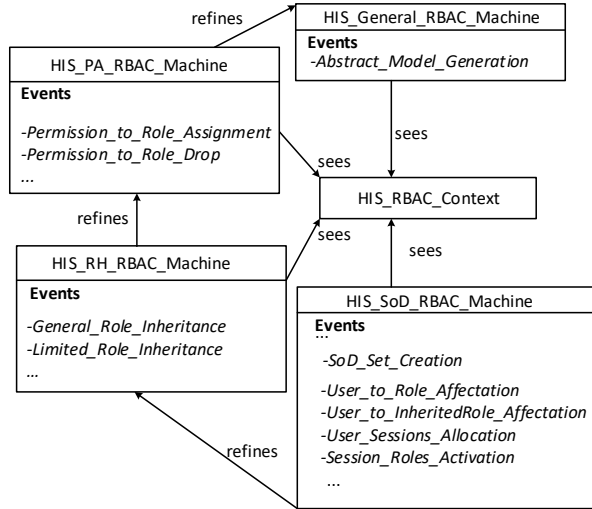 refines
HIS_General_RBAC_Machine
Events
-Abstract_Model_Generation
HIS_PA_RBAC_Machine
Events
-Permission_to_Role_Assignment
-Permission_to_Role_Drop
...
sees
sees
HIS_RBAC_Context
refines
sees
sees
HIS_RH_RBAC_Machine
Events
-General_Role_Inheritance
-Limited_Role_Inheritance
...
HIS_SoD_RBAC_Machine
Events
...
-SoD_Set_Creation
-User_to_Role_Affectation
-User_to_InheritedRole_Affectation
-User_Sessions_Allocation
-Session_Roles_Activation
...
refines